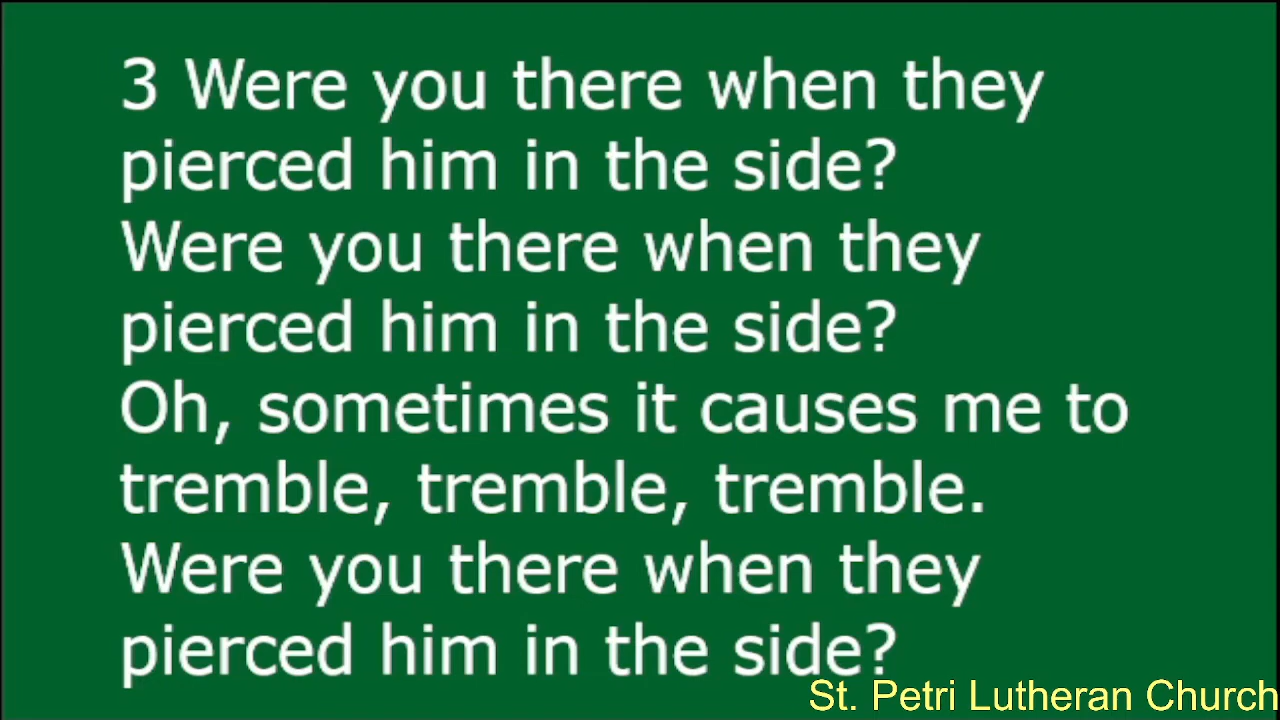 3 Were you there when they
pierced him in the side?
Were you there when they
pierced him in the side?
Oh, sometimes it causes me to
tremble, tremble, tremble.
Were you there when they
pierced him in the side?
St. Petri Lutheran Church